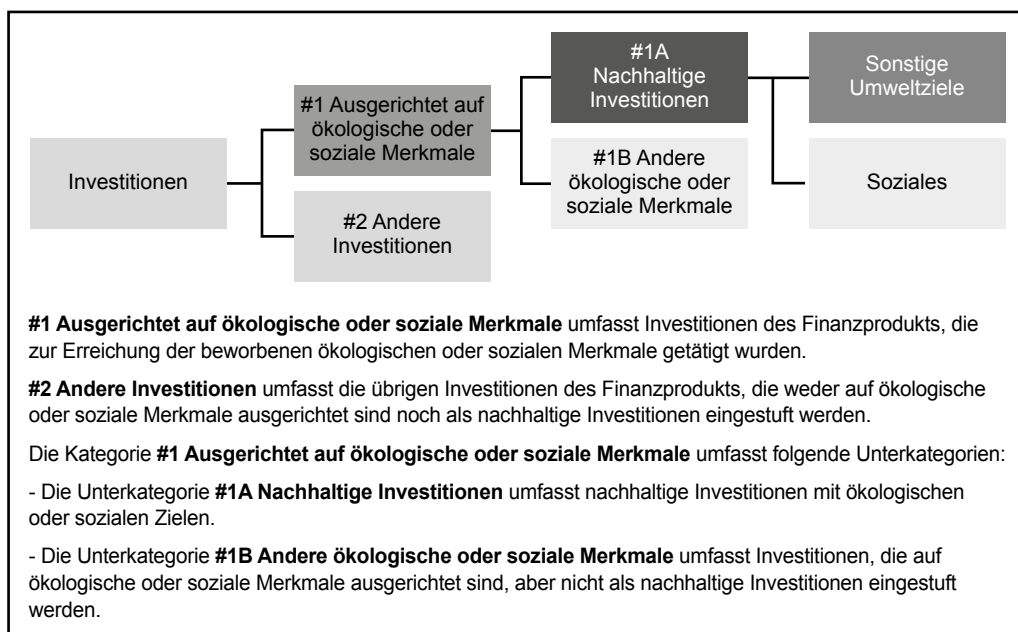 #1A
Nachhaltige
Investitionen
Sonstige
Umweltziele
#1 Ausgerichtet auf
ökologische oder
soziale Merkmale
Investitionen
#1B Andere
ökologische oder
soziale Merkmale
Soziales
#2 Andere
Investitionen
#1 Ausgerichtet auf ökologische oder soziale Merkmale umfasst Investitionen des Finanzprodukts, die
zur Erreichung der beworbenen ökologischen oder sozialen Merkmale getätigt wurden.
#2 Andere Investitionen umfasst die übrigen Investitionen des Finanzprodukts, die weder auf ökologische
oder soziale Merkmale ausgerichtet sind noch als nachhaltige Investitionen eingestuft werden.
Die Kategorie #1 Ausgerichtet auf ökologische oder soziale Merkmale umfasst folgende Unterkategorien:
- Die Unterkategorie #1A Nachhaltige Investitionen umfasst nachhaltige Investitionen mit ökologischen
oder sozialen Zielen.
- Die Unterkategorie #1B Andere ökologische oder soziale Merkmale umfasst Investitionen, die auf
ökologische oder soziale Merkmale ausgerichtet sind, aber nicht als nachhaltige Investitionen eingestuft
werden.